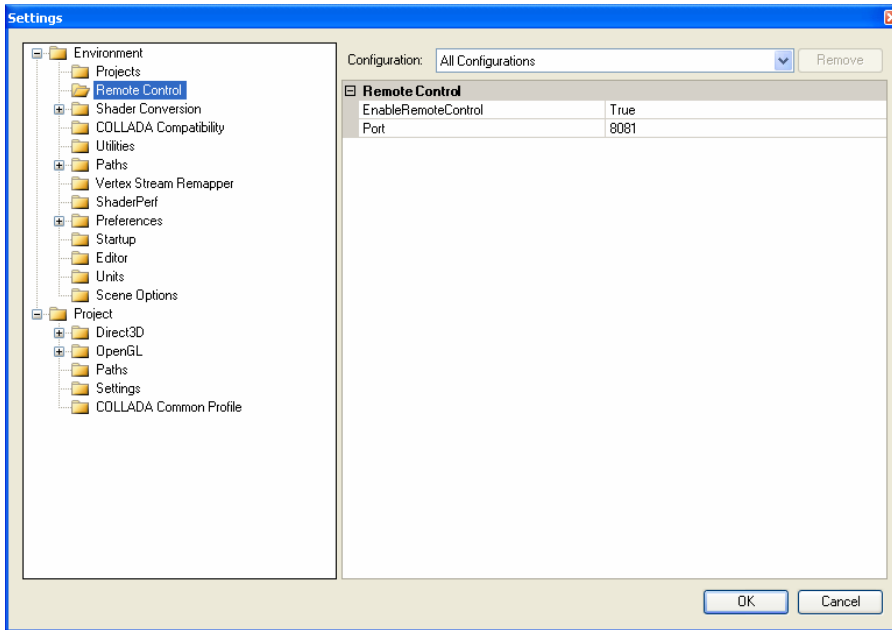 Settings
Environment
Projects
Remote Control
Shader Conversion
COLLADA Compatibility
Utilities
Paths
Vertex Stream Remapper
ShaderPerf
Preferences
Startup
Editor
Units
Scene Options
Project
Direct3D
OpenGL
Paths
Settings
COLLADA Common Profile
Configuration: All Configurations Remove
Remote Control
EnableRemoteControl True
Port 8081
OK Cancel